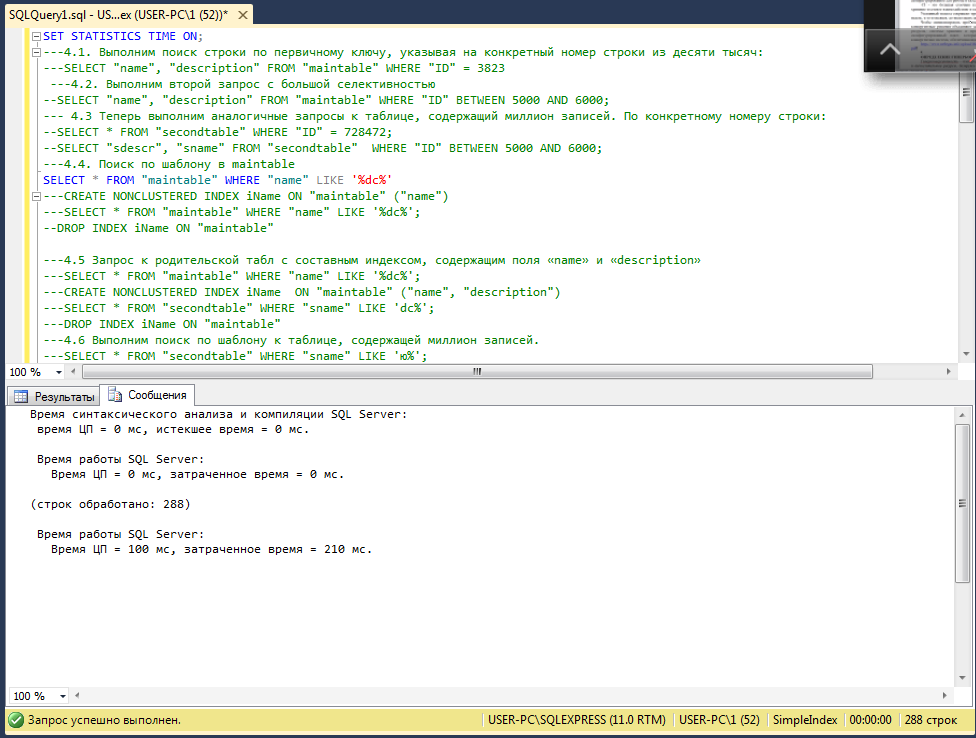 SQLQuery1.sql - US...ex (USER-PC\1 (52))*
SET STATISTICS TIME ON;
---4.1. Выполним поиск строки по первичному ключу, указывая на конкретный номер строки из десяти тысяч:
---SELECT "name", "description" FROM "maintable" WHERE "ID" = 3823
---4.2. Выполним второй запрос с большой селективностью
--SELECT "name", "description" FROM "maintable" WHERE "ID" BETWEEN 5000 AND 6000;
--- 4.3 Теперь выполним аналогичные запросы к таблице, содержащий миллион записей. По конкретному номеру строки:
--SELECT * FROM "secondtable" WHERE "ID" = 728472;
--SELECT "sdescr", "sname" FROM "secondtable"  WHERE "ID" BETWEEN 5000 AND 6000;
---4.4. Поиск по шаблону в maintable
SELECT * FROM "maintable" WHERE "name" LIKE '%dc%'
---CREATE NONCLUSTERED INDEX iName ON "maintable" ("name")
---SELECT * FROM "maintable" WHERE "name" LIKE '%dc%';
--DROP INDEX iName ON "maintable"
---4.5 Запрос к родительской табл с составным индексом, содержащим поля «name» и «description»
---SELECT * FROM "maintable" WHERE "name" LIKE '%dc%';
---CREATE NONCLUSTERED INDEX iName  ON "maintable" ("name", "description")
---SELECT * FROM "secondtable" WHERE "sname" LIKE 'dc%';
---DROP INDEX iName ON "maintable"
---4.6 Выполним поиск по шаблону к таблице, содержащей миллион записей.
---SELECT * FROM "secondtable" WHERE "sname" LIKE 'ю%';
100 %
Результаты Сообщения
Время синтаксического анализа и компиляции SQL Server:
время ЦП = 0 мс, истекшее время = 0 мс.
Время работы SQL Server:
Время ЦП = 0 мс, затраченное время = 0 мс.
(строк обработано: 288)
Время работы SQL Server:
Время ЦП = 100 мс, затраченное время = 210 мс.
100 %
Запрос успешно выполнен. USER-PC\SQLEXPRESS (11.0 RTM) USER-PC\1 (52) SimpleIndex 00:00:00 288 строк